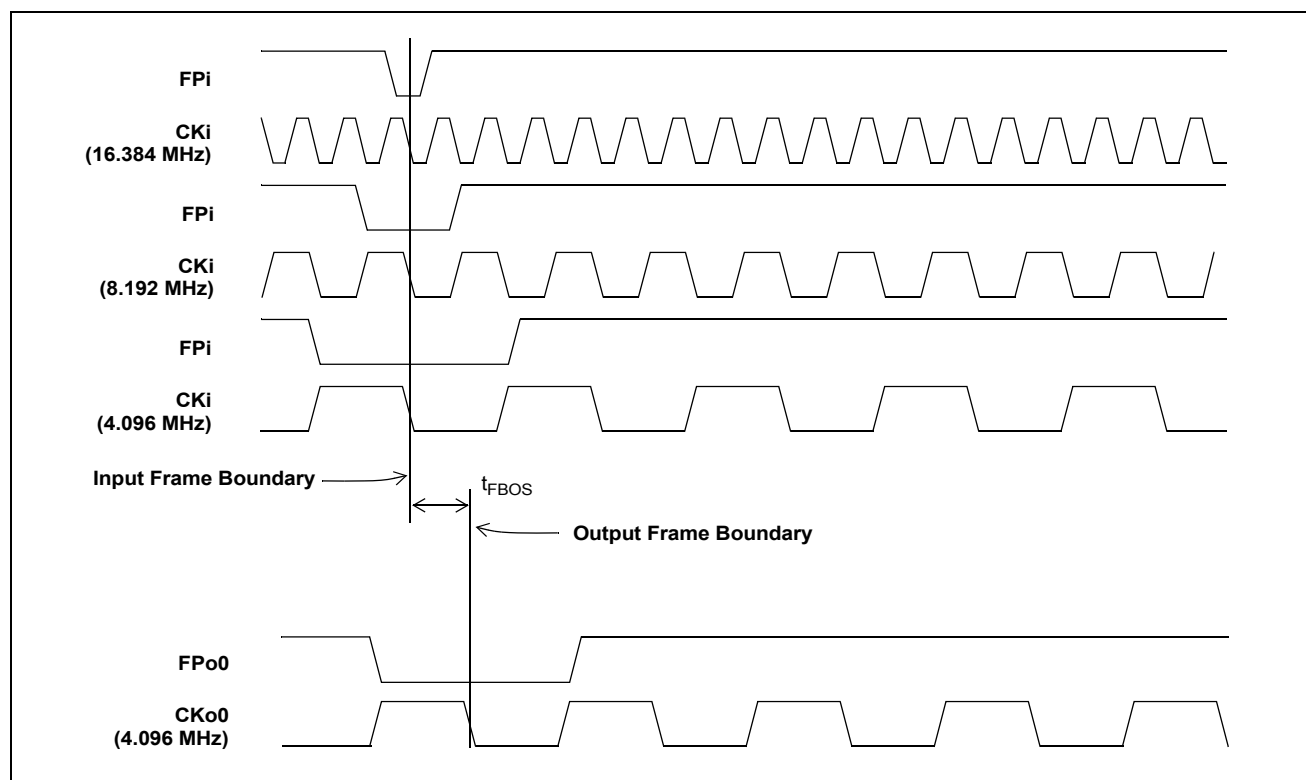 FPi
CKi
(16.384 MHz)
FPi
CKi
(8.192 MHz)
FPi
CKi
(4.096 MHz)
Input Frame Boundary
tFBOS
Output Frame Boundary
FPo0
CKo0
(4.096 MHz)